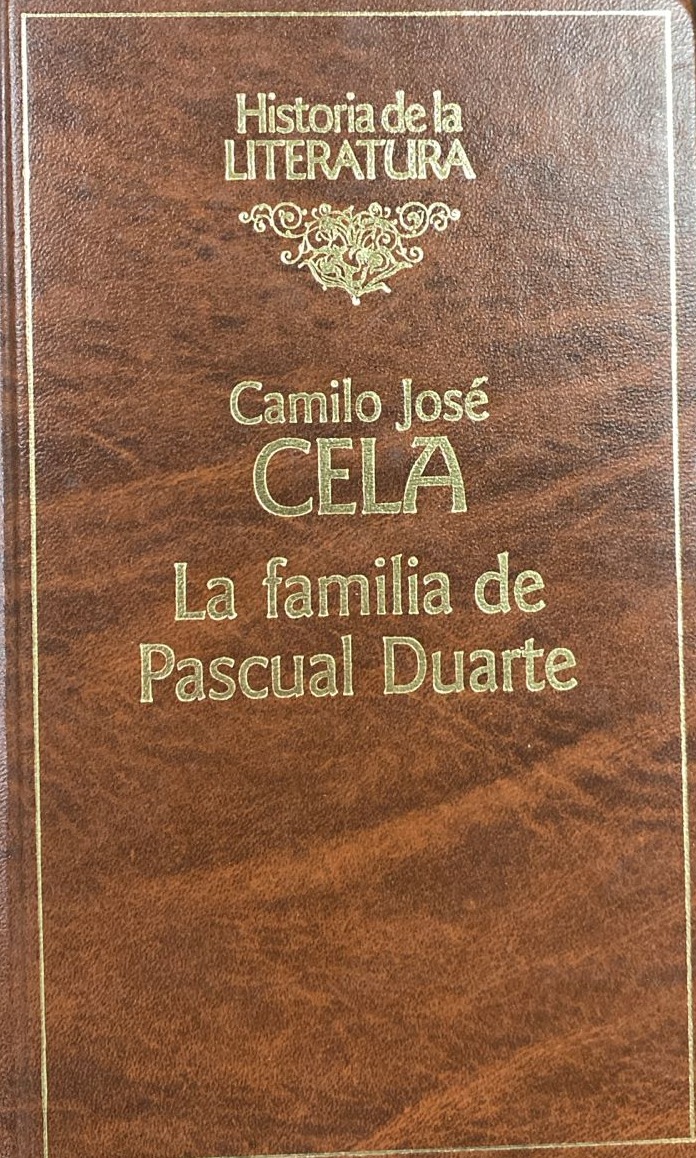 Historia de la
LITERATURA
Camilo José
CELA
La familia de
Pascual Duarte